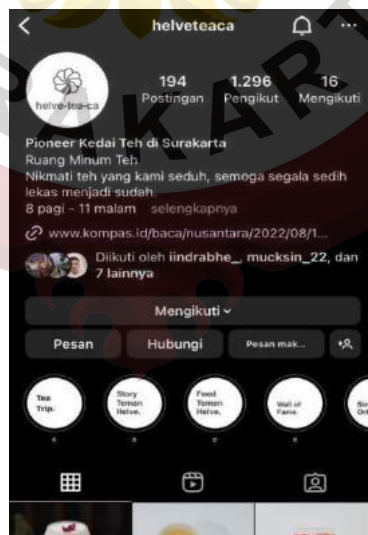 helveteaca
helve-tea-ca
194
1.296
16
Postingan
Pengikut
Mengikuti
Pioneer Kedai Teh di Surakarta
Ruang Minum Teh
Nikmati teh yang kami seduh, semoga segala sedih
lekas menjadi sudah.
8 pagi - 11 malam selengkapnya
www.kompas.id/baca/nusantara/2022/08/1...
Diikuti oleh iindrabhe_, mucksin_22, dan
7 lainnya
Mengikuti
Pesan
Hubungi
Pesan mak...
Tea
Trip.
Story
Teman
Helve.
Feed
Teman
Helve.
Wall of
Fame.